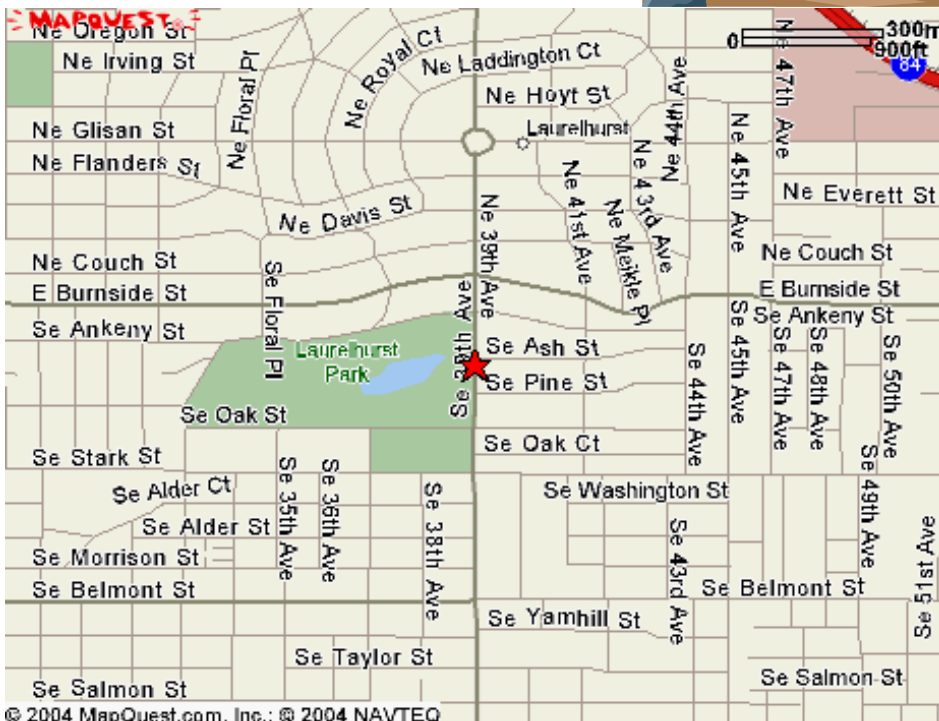 MAPQUEST
Ne Oregon St
300m
0
900ft
84
Ne Irving St
Ne Floral Pl
Ne Royal Ct
Ne Laddington Ct
Ne Hoyt St
Ne 44th Ave
Ne 47th Ave
Ne Glisan St
Laurelhurst
Ne 45th Ave
Ne Flanders St
Ne 41st Ave
Ne 43rd Ave
Ne Everett St
Ne Davis St
Ne 39th Ave
Ne Meikle Pl
Ne Couch St
Ne Couch St
E Burnside St
E Burnside St
Se Floral Pl
Se Ankeny St
Se Ankeny St
Laurelhurst
Park
Se Ash St
Se Pine St
Se 44th Ave
Se 45th Ave
Se 47th Ave
Se 48th Ave
Se 50th Ave
Se Oak St
Se Oak Ct
Se Stark St
Se 49th Ave
Se Alder Ct
Se 35th Ave
Se 36th Ave
Se 38th Ave
Se Washington St
Se Alder St
Se 43rd Ave
Se 51st Ave
Se Morrison St
Se Belmont St
Se Belmont St
Se Yamhill St
Se Taylor St
Se Salmon St
Se Salmon St
© 2004 MapQuest.com, Inc.; © 2004 NAVTEQ